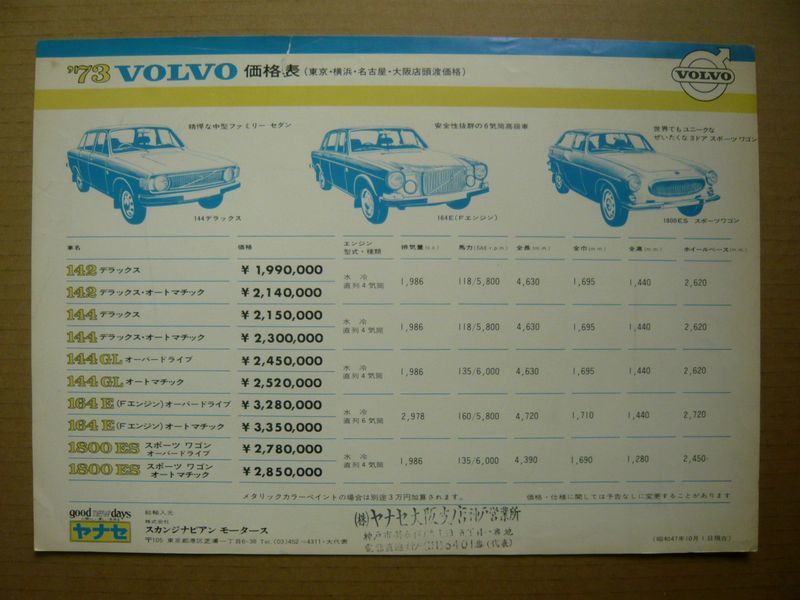 '73 VOLVO 価格表 (東京・横浜・名古屋・大阪店頭渡価格)
VOLVO
精悍な中型ファミリー セダン
安全性抜群の6気筒高級車
世界でもユニークな
ぜいたくな3ドア スポーツ ワゴン
144デラックス
164E(Fエンジン)
1800ES スポーツワゴン
車名 価格 エンジン型式・種類 排気量(c.c) 馬力(SAE r.p.m) 全長(m.m) 全巾(m.m) 全高(m.m) ホイールベース(m.m)
142 デラックス ¥1,990,000
142 デラックス・オートマチック ¥2,140,000
水冷 直列4気筒 1,986 118/5,800 4,630 1,695 1,440 2,620
144 デラックス ¥2,150,000
144 デラックス・オートマチック ¥2,300,000
水冷 直列4気筒 1,986 118/5,800 4,630 1,695 1,440 2,620
144GL オーバードライブ ¥2,450,000
144GL オートマチック ¥2,520,000
水冷 直列4気筒 1,986 135/6,000 4,630 1,695 1,440 2,620
164E (Fエンジン)オーバードライブ ¥3,280,000
164E (Fエンジン)オートマチック ¥3,350,000
水冷 直列6気筒 2,978 160/5,800 4,720 1,710 1,440 2,720
1800ES スポーツ ワゴン オーバードライブ ¥2,780,000
1800ES スポーツ ワゴン オートマチック ¥2,850,000
水冷 直列4気筒 1,986 135/6,000 4,390 1,690 1,280 2,450
メタリックカラーペイントの場合は別途3万円加算されます。
価格・仕様に関しては予告なしに変更することがあります
good new days
ヤナセ
総輸入元
株式会社
スカンジナビアン モータース
〒105 東京都港区芝浦一丁目6-38 Tel.(03)452-4311・大代表
(株)ヤナセ大阪支店神戸営業所
神戸市
(代表)
(昭和47年10月1日現在)